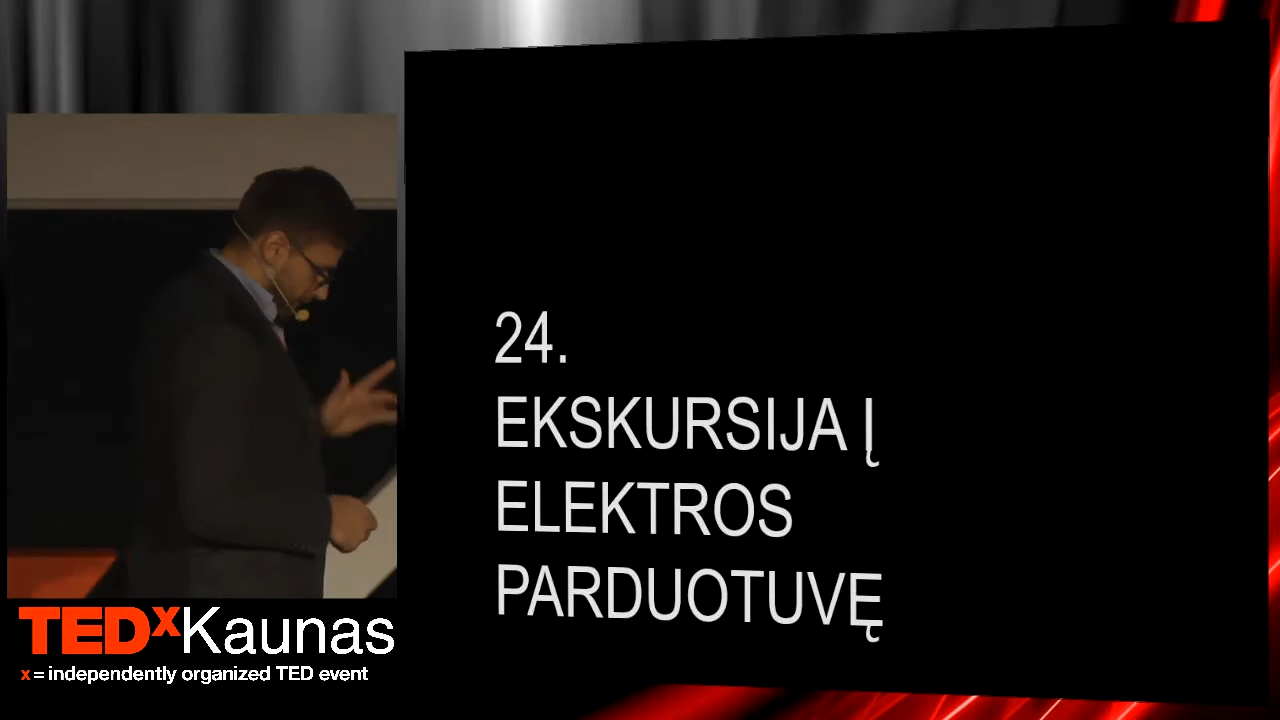 24.
EKSKURSIJA Į
ELEKTROS
PARDUOTUVĘ
TEDxKaunas
x = independently organized TED event